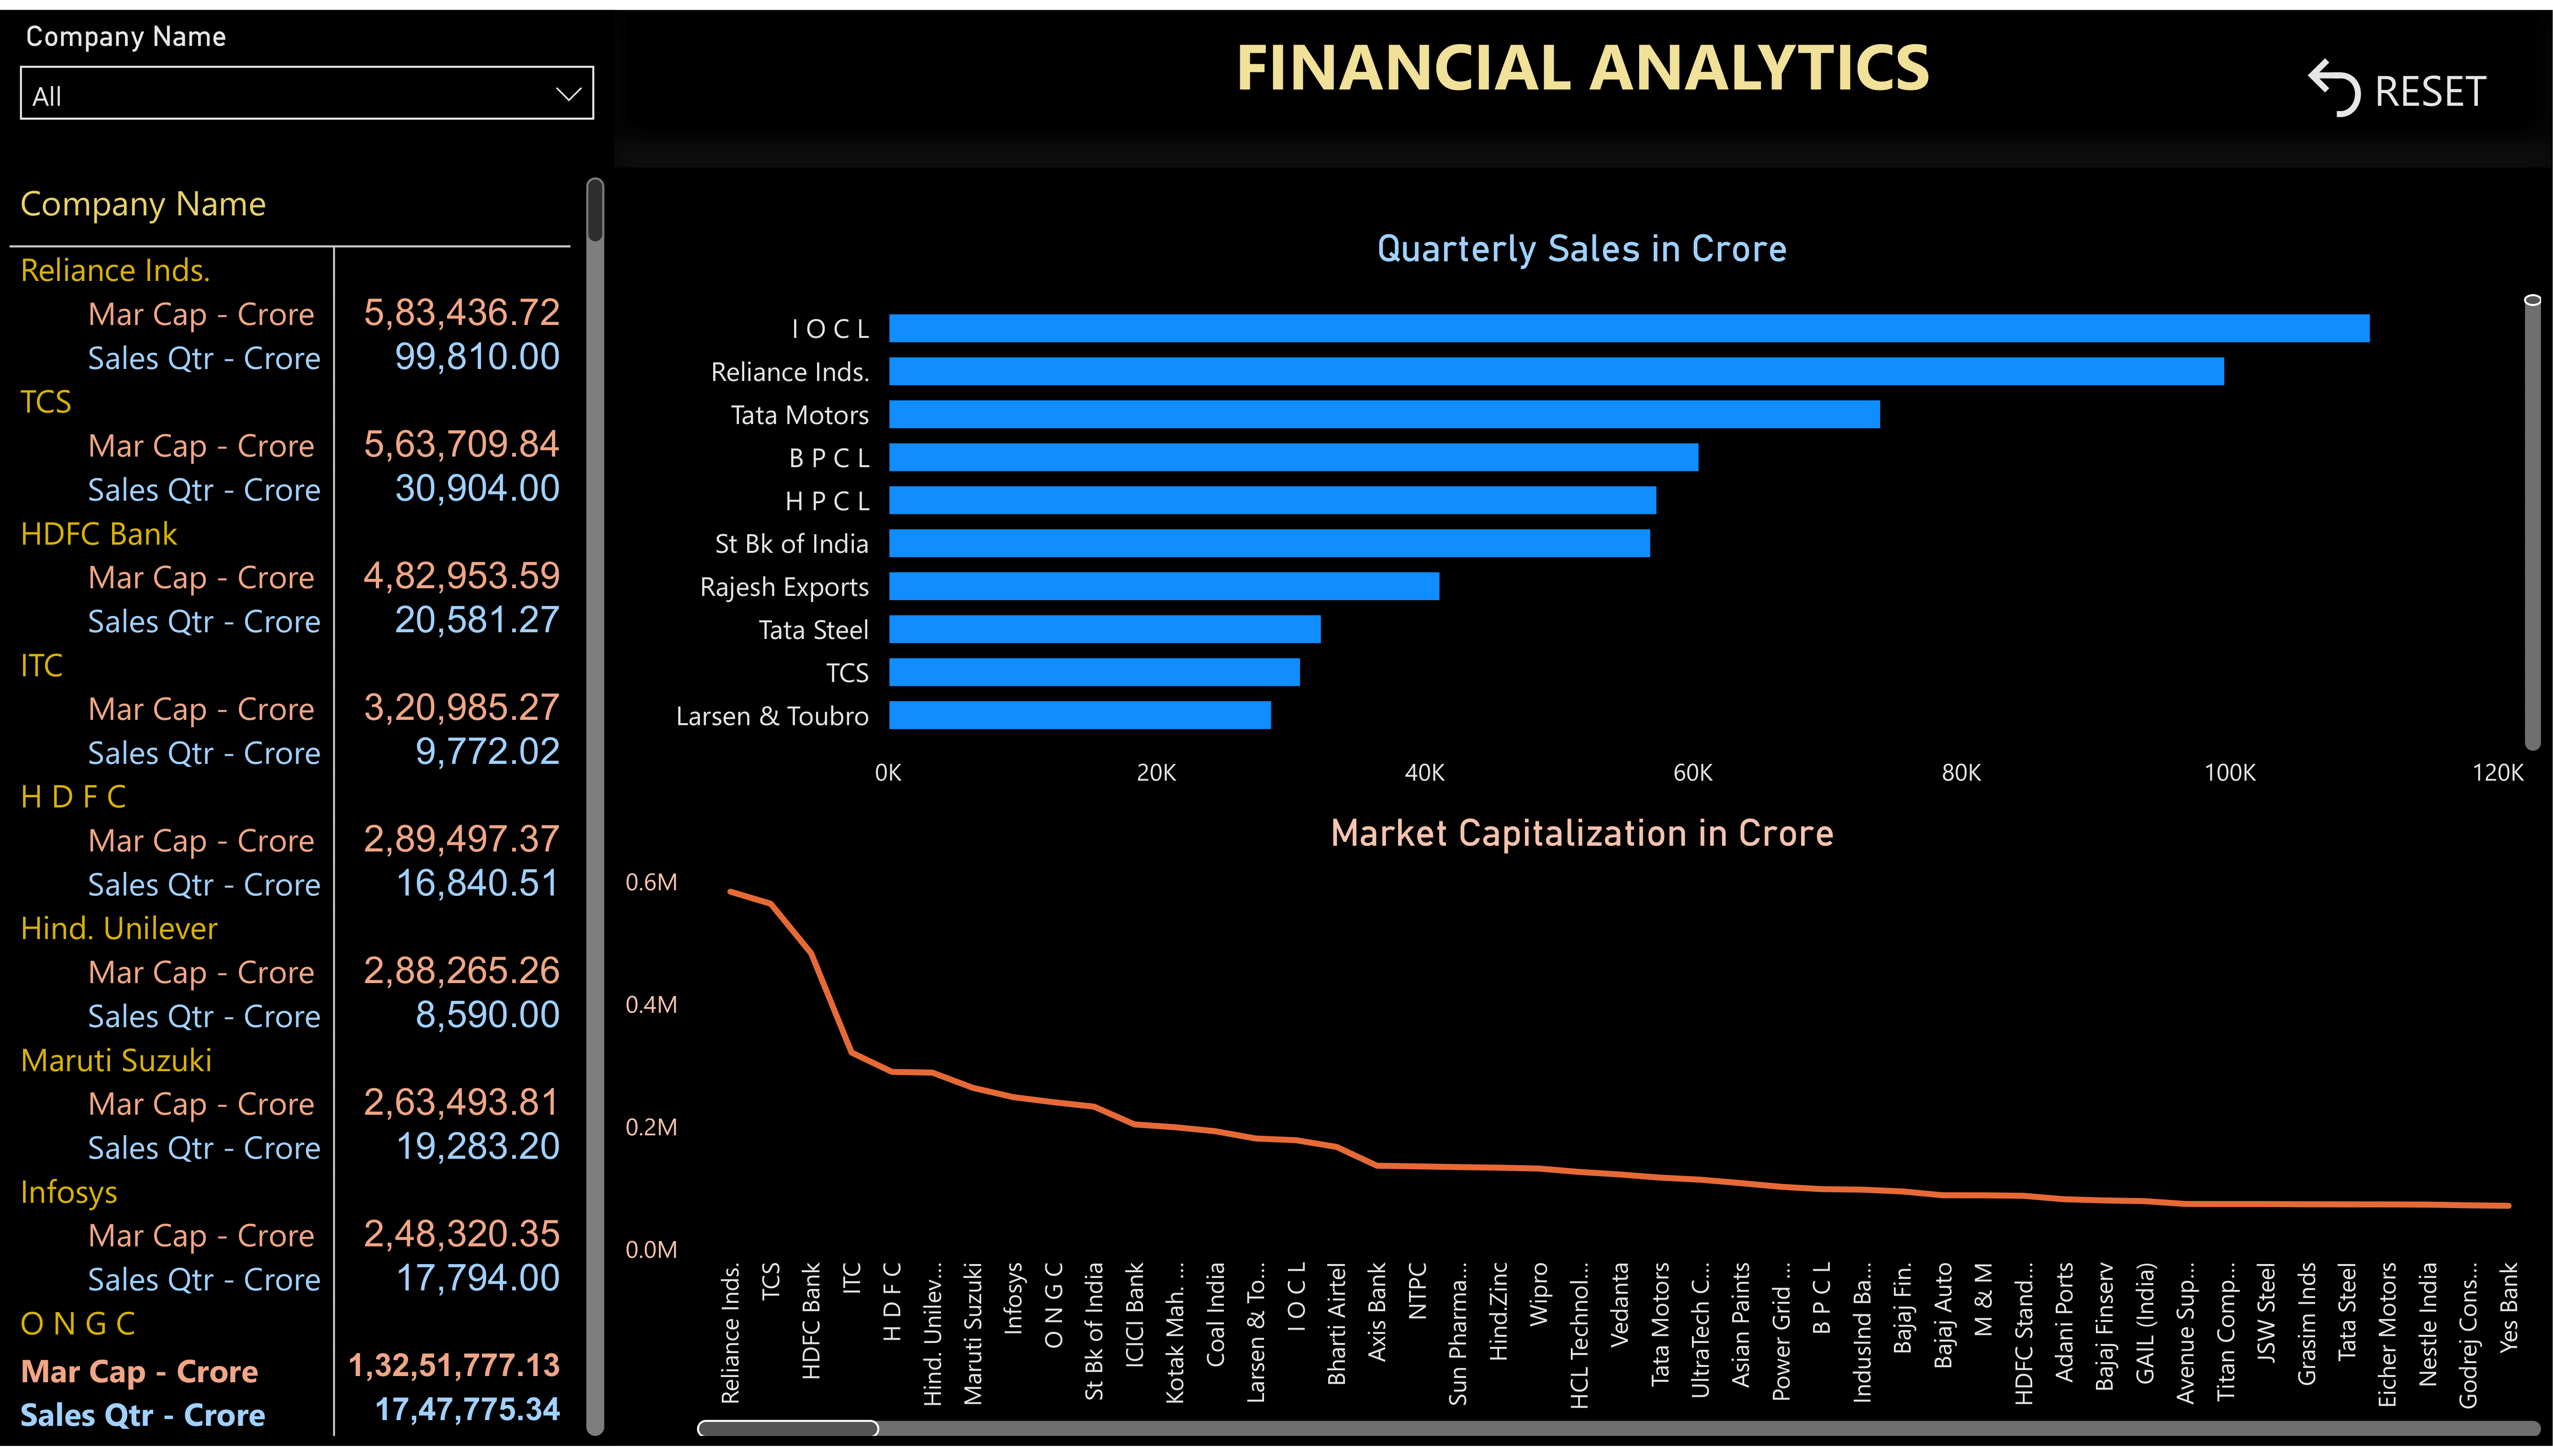 Company Name
All
FINANCIAL ANALYTICS
RESET
Company Name
Reliance Inds.
Mar Cap - Crore 5,83,436.72
Sales Qtr - Crore 99,810.00
TCS
Mar Cap - Crore 5,63,709.84
Sales Qtr - Crore 30,904.00
HDFC Bank
Mar Cap - Crore 4,82,953.59
Sales Qtr - Crore 20,581.27
ITC
Mar Cap - Crore 3,20,985.27
Sales Qtr - Crore 9,772.02
H D F C
Mar Cap - Crore 2,89,497.37
Sales Qtr - Crore 16,840.51
Hind. Unilever
Mar Cap - Crore 2,88,265.26
Sales Qtr - Crore 8,590.00
Maruti Suzuki
Mar Cap - Crore 2,63,493.81
Sales Qtr - Crore 19,283.20
Infosys
Mar Cap - Crore 2,48,320.35
Sales Qtr - Crore 17,794.00
O N G C
Mar Cap - Crore 1,32,51,777.13
Sales Qtr - Crore 17,47,775.34
Quarterly Sales in Crore
I O C L
Reliance Inds.
Tata Motors
B P C L
H P C L
St Bk of India
Rajesh Exports
Tata Steel
TCS
Larsen & Toubro
0K 20K 40K 60K 80K 100K 120K
Market Capitalization in Crore
0.6M
0.4M
0.2M
0.0M
Reliance Inds.
TCS
HDFC Bank
ITC
H D F C
Hind. Unilev...
Maruti Suzuki
Infosys
O N G C
St Bk of India
ICICI Bank
Kotak Mah. ...
Coal India
Larsen & To...
I O C L
Bharti Airtel
Axis Bank
NTPC
Sun Pharma...
Hind.Zinc
Wipro
HCL Technol...
Vedanta
Tata Motors
UltraTech C...
Asian Paints
Power Grid ...
B P C L
IndusInd Ba...
Bajaj Fin.
Bajaj Auto
M & M
HDFC Stand...
Adani Ports
Bajaj Finserv
GAIL (India)
Avenue Sup...
Titan Comp...
JSW Steel
Grasim Inds
Tata Steel
Eicher Motors
Nestle India
Godrej Cons...
Yes Bank